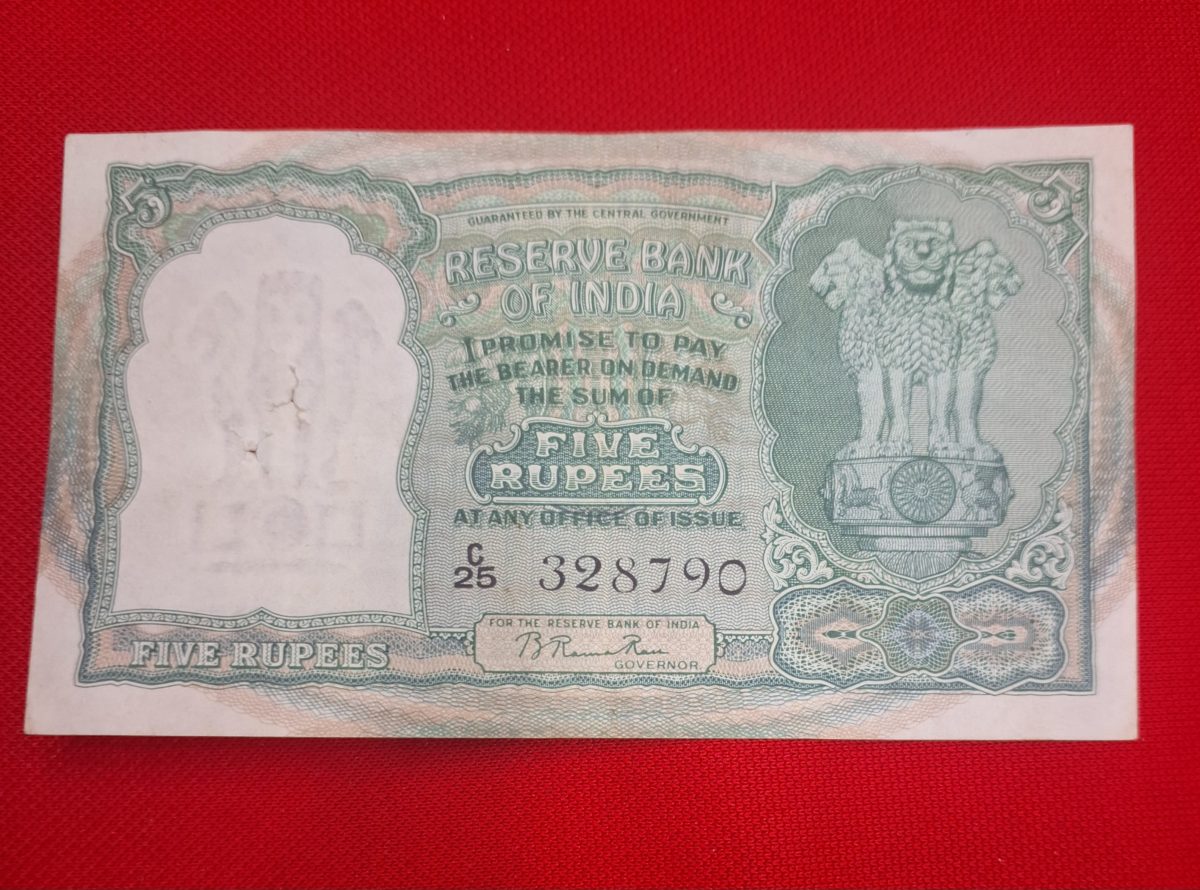 5
5
GUARANTEED BY THE CENTRAL GOVERNMENT
RESERVE BANK
OF INDIA
I PROMISE TO PAY
THE BEARER ON DEMAND
THE SUM OF
FIVE
RUPEES
AT ANY OFFICE OF ISSUE
C/25 328790
FOR THE RESERVE BANK OF INDIA
B Rama Rau
GOVERNOR
FIVE RUPEES